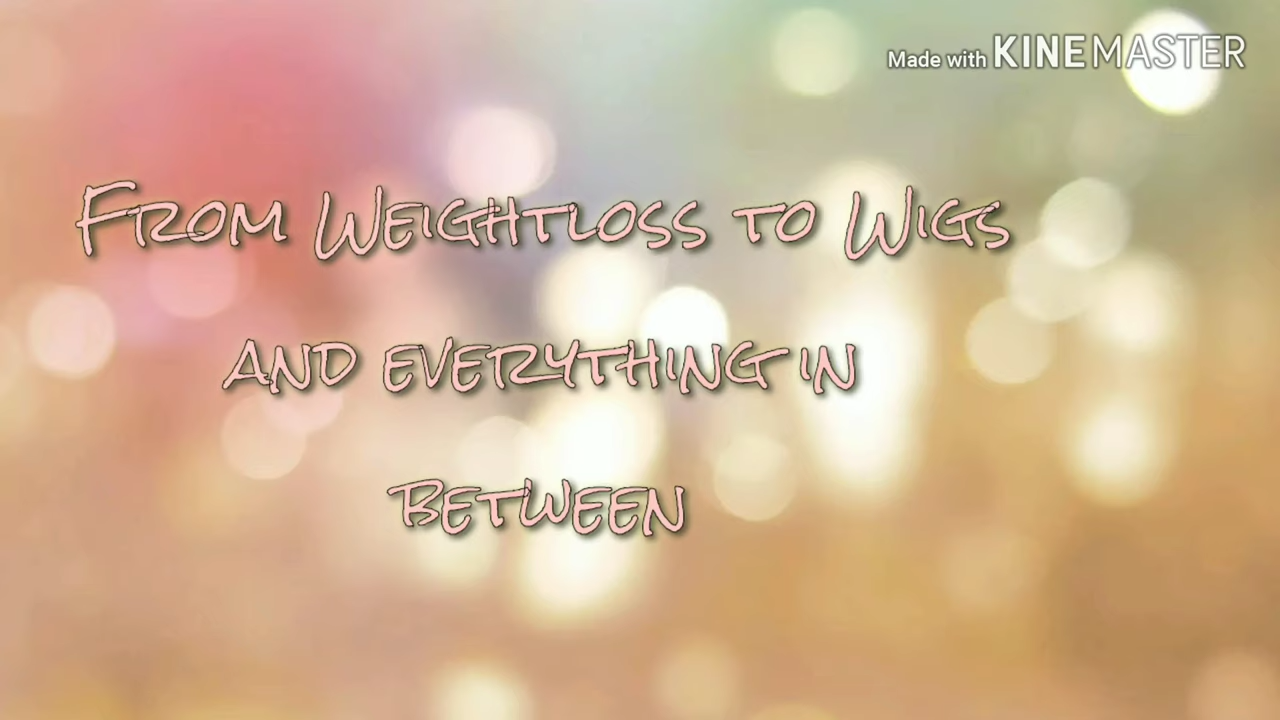 Made with KINEMASTER
From Weightloss to Wigs
and everything in
between